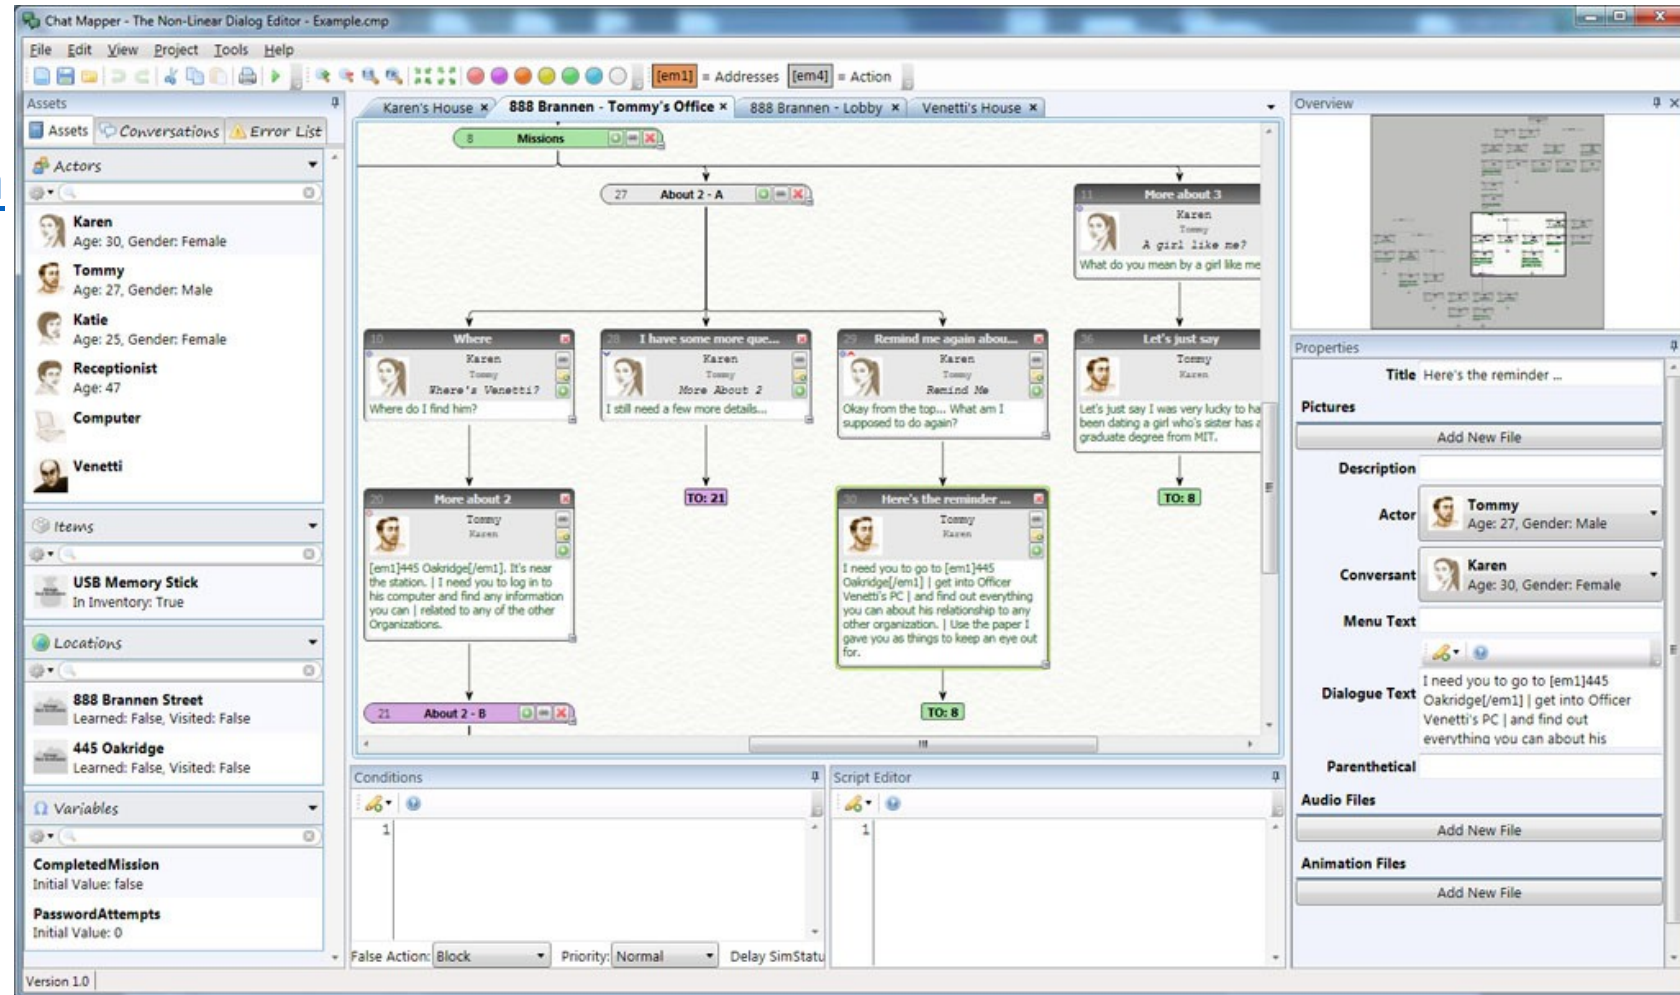 Chat Mapper - The Non-Linear Dialog Editor - Example.cmp
File Edit View Project Tools Help
[em1] = Addresses [em4] = Action
Assets
Assets Conversations Error List
Actors
Karen
Age: 30, Gender: Female
Tommy
Age: 27, Gender: Male
Katie
Age: 25, Gender: Female
Receptionist
Age: 47
Computer
Venetti
Items
USB Memory Stick
In Inventory: True
Locations
888 Brannen Street
Learned: False, Visited: False
445 Oakridge
Learned: False, Visited: False
Variables
CompletedMission
Initial Value: false
PasswordAttempts
Initial Value: 0
Version 1.0
Karen's House 888 Brannen - Tommy's Office 888 Brannen - Lobby Venetti's House
8 Missions
27 About 2 - A
11 More about 3
Karen
Tommy
A girl like me?
What do you mean by a girl like me
10 Where
Karen
Tommy
Where's Venetti?
Where do I find him?
28 I have some more que...
Karen
Tommy
More About 2
I still need a few more details...
29 Remind me again abou...
Karen
Tommy
Remind Me
Okay from the top... What am I
supposed to do again?
36 Let's just say
Tommy
Karen
Let's just say I was very lucky to ha
been dating a girl who's sister has a
graduate degree from MIT.
20 More about 2
Tommy
Karen
[em1]445 Oakridge[/em1]. It's near
the station. | I need you to log in to
his computer and find any information
you can | related to any of the other
Organizations.
TO: 21
30 Here's the reminder ...
Tommy
Karen
I need you to go to [em1]445
Oakridge[/em1] | get into Officer
Venetti's PC | and find out everything
you can about his relationship to any
other organization. | Use the paper I
gave you as things to keep an eye out
for.
TO: 8
21 About 2 - B
TO: 8
Conditions
1
False Action: Block Priority: Normal Delay SimStatu
Script Editor
1
Overview
Properties
Title Here's the reminder ...
Pictures
Add New File
Description
Actor Tommy
Age: 27, Gender: Male
Conversant Karen
Age: 30, Gender: Female
Menu Text
Dialogue Text
I need you to go to [em1]445
Oakridge[/em1] | get into Officer
Venetti's PC | and find out
everything you can about his
Parenthetical
Audio Files
Add New File
Animation Files
Add New File